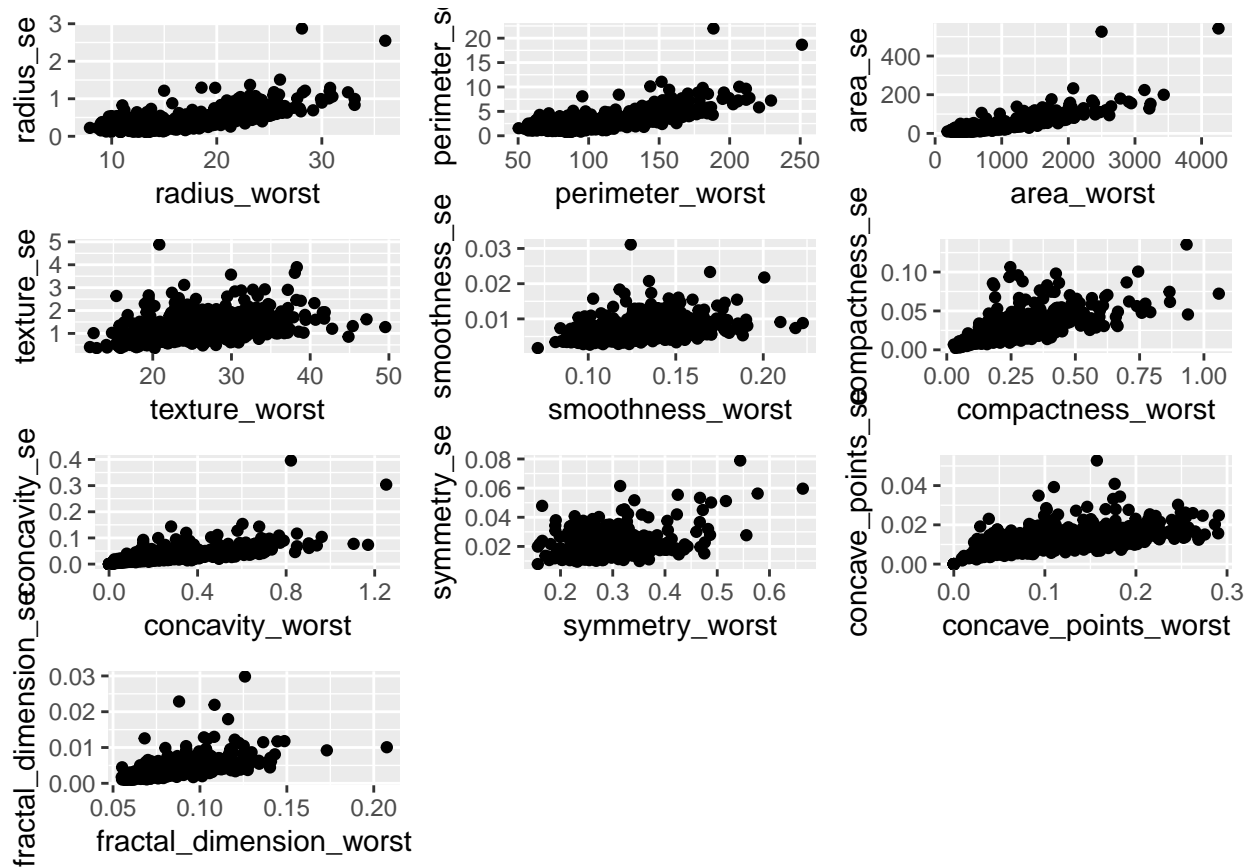 radius_se
3
2
1
0
10 20 30
radius_worst
perimeter_se
20
15
10
5
0
50 100 150 200 250
perimeter_worst
area_se
400
200
0
0 1000 2000 3000 4000
area_worst
texture_se
5
4
3
2
1
20 30 40 50
texture_worst
smoothness_se
0.03
0.02
0.01
0.10 0.15 0.20
smoothness_worst
compactness_se
0.10
0.05
0.00
0.00 0.25 0.50 0.75 1.00
compactness_worst
concavity_se
0.4
0.3
0.2
0.1
0.0
0.0 0.4 0.8 1.2
concavity_worst
symmetry_se
0.08
0.06
0.04
0.02
0.2 0.3 0.4 0.5 0.6
symmetry_worst
concave_points_se
0.04
0.02
0.00
0.0 0.1 0.2 0.3
concave_points_worst
fractal_dimension_se
0.03
0.02
0.01
0.00
0.05 0.10 0.15 0.20
fractal_dimension_worst